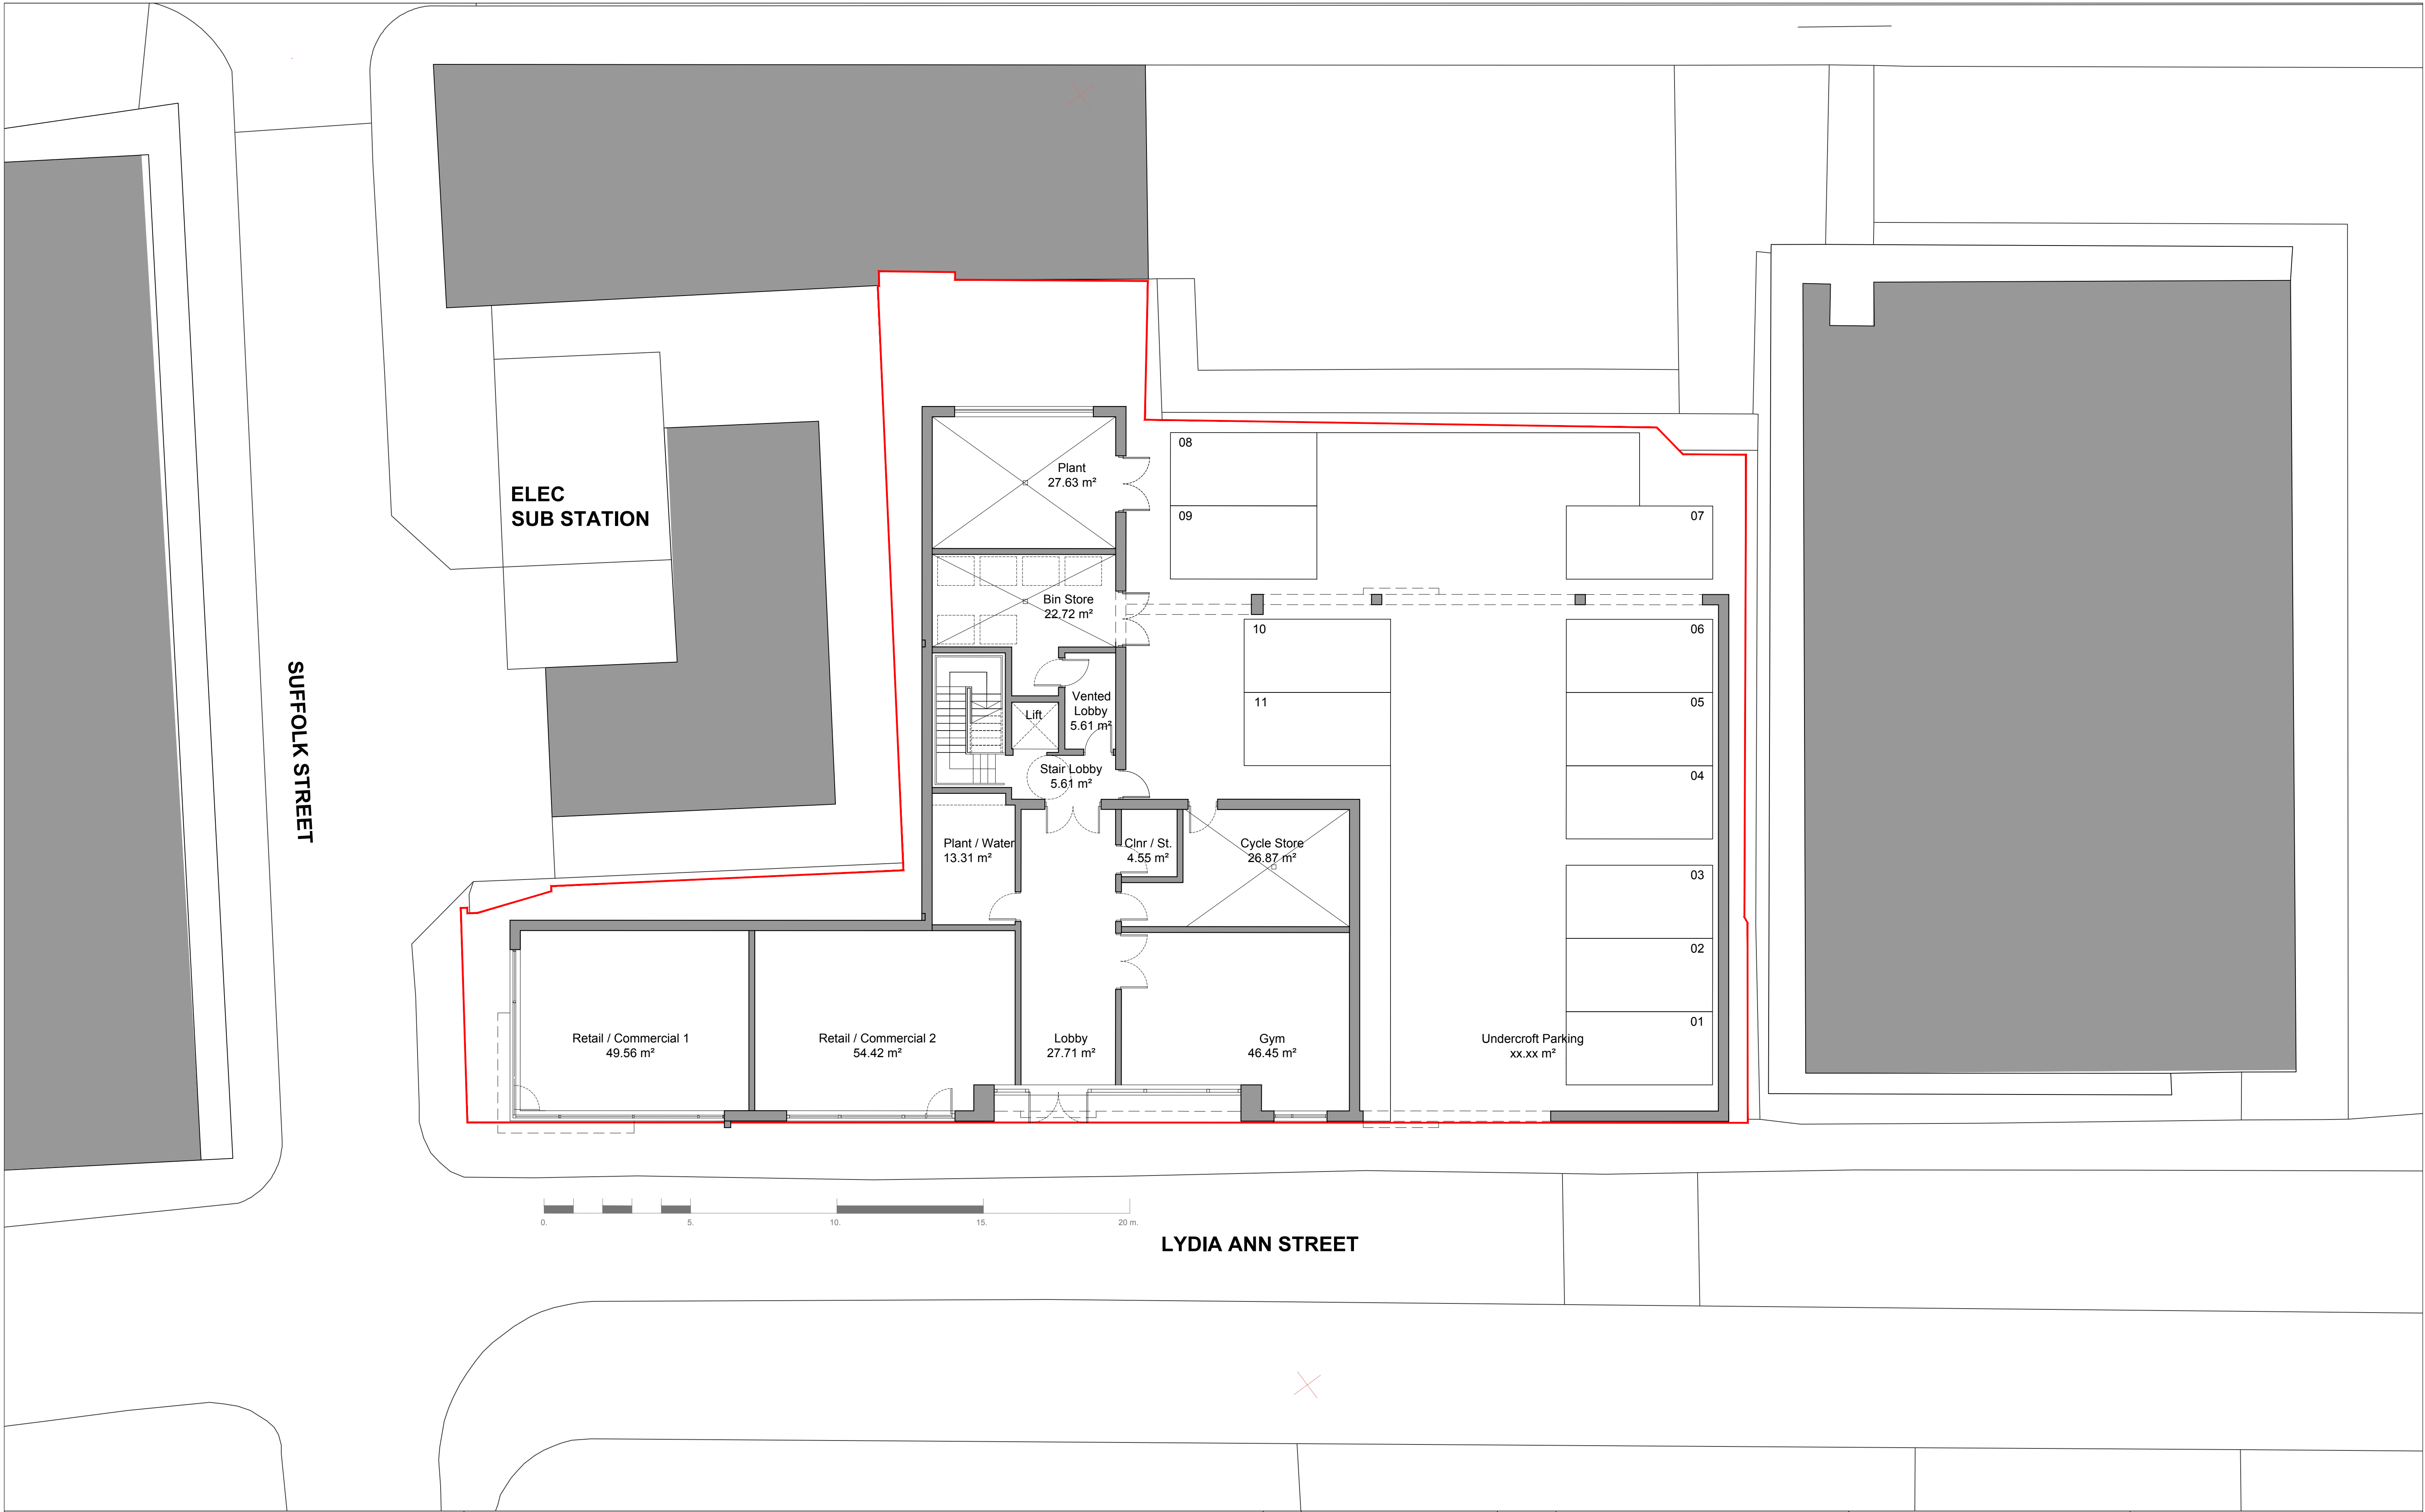 08
Plant
27.63 m²
ELEC
SUB STATION
09
07
Bin Store
22.72 m²
10
06
SUFFOLK STREET
Vented
Lobby
5.61 m²
11
05
Lift
Stair Lobby
5.61 m²
04
Plant / Water
13.31 m²
Clnr / St.
4.55 m²
Cycle Store
26.87 m²
03
02
01
Retail / Commercial 1
49.56 m²
Retail / Commercial 2
54.42 m²
Lobby
27.71 m²
Gym
46.45 m²
Undercroft Parking
xx.xx m²
0. 5. 10. 15. 20 m.
LYDIA ANN STREET